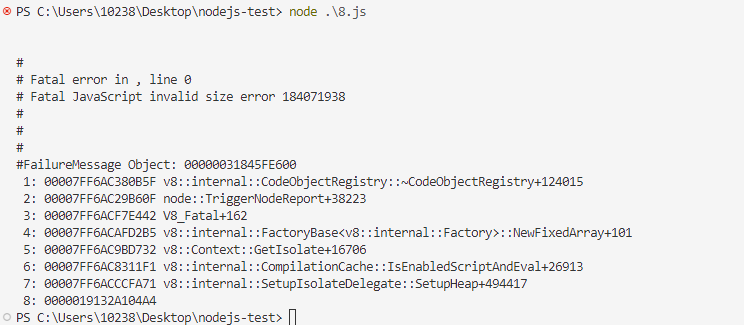 PS C:\Users\10238\Desktop\nodejs-test> node .\8.js
#
# Fatal error in , line 0
# Fatal JavaScript invalid size error 184071938
#
#
#
#FailureMessage Object: 00000031845FE600
1: 00007FF6AC380B5F v8::internal::CodeObjectRegistry::~CodeObjectRegistry+124015
2: 00007FF6AC29B60F node::TriggerNodeReport+38223
3: 00007FF6ACF7E442 V8_Fatal+162
4: 00007FF6ACAFD2B5 v8::internal::FactoryBase<v8::internal::Factory>::NewFixedArray+101
5: 00007FF6AC9BD732 v8::Context::GetIsolate+16706
6: 00007FF6AC8311F1 v8::internal::CompilationCache::IsEnabledScriptAndEval+26913
7: 00007FF6ACCCFA71 v8::internal::SetupIsolateDelegate::SetupHeap+494417
8: 0000019132A104A4
PS C:\Users\10238\Desktop\nodejs-test>